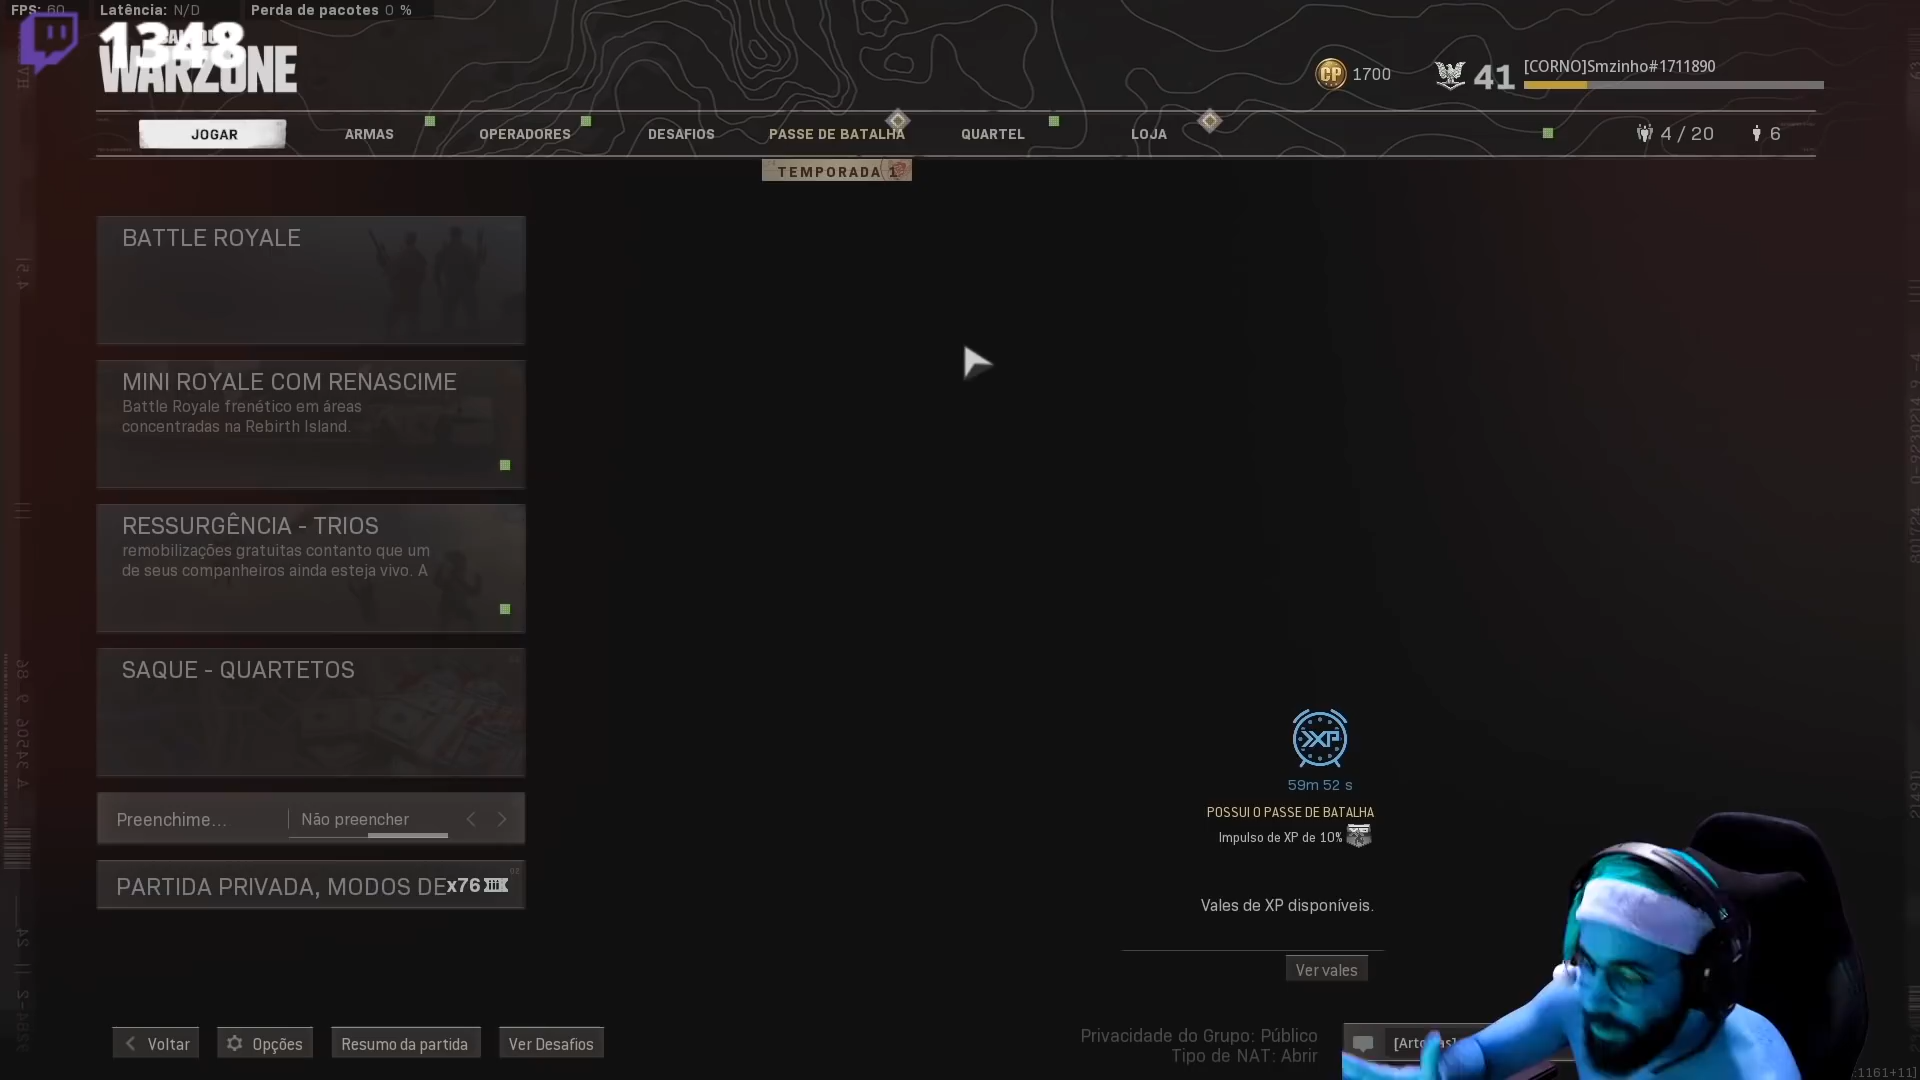 FPS: 60 Latência: N/D Perda de pacotes 0 %
1348
WARZONE
CP 1700
41 [CORNO]Smzinho#1711890
JOGAR ARMAS OPERADORES DESAFIOS PASSE DE BATALHA QUARTEL LOJA 4 / 20 6
TEMPORADA 1
BATTLE ROYALE
MINI ROYALE COM RENASCIME
Battle Royale frenético em áreas
concentradas na Rebirth Island.
RESSURGÊNCIA - TRIOS
remobilizações gratuitas contanto que um
de seus companheiros ainda esteja vivo. A
SAQUE - QUARTETOS
Preenchime... Não preencher
PARTIDA PRIVADA, MODOS DE x76
XP
59m 52 s
POSSUI O PASSE DE BATALHA
Impulso de XP de 10%
Vales de XP disponíveis.
Ver vales
Voltar Opções Resumo da partida Ver Desafios
Privacidade do Grupo: Público
Tipo de NAT: Abrir
:1161+11]